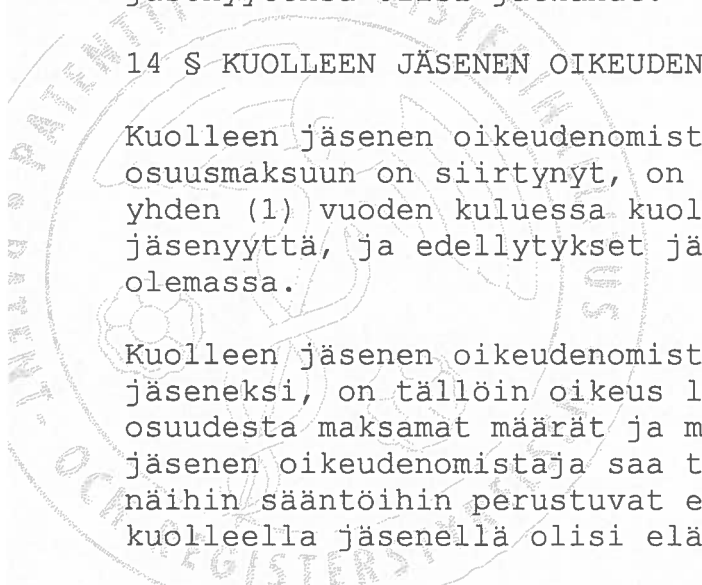 14 § KUOLLEEN JÄSENEN OIKEUDEN
Kuolleen jäsenen oikeudenomist
osuusmaksuun on siirtynyt, on
yhden (1) vuoden kuluessa kuol
jäsenyyttä, ja edellytykset jä
olemassa.
Kuolleen jäsenen oikeudenomist
jäseneksi, on tällöin oikeus l
osuudesta maksamat määrät ja m
jäsenen oikeudenomistaja saa t
näihin sääntöihin perustuvat e
kuolleella jäsenellä olisi elä